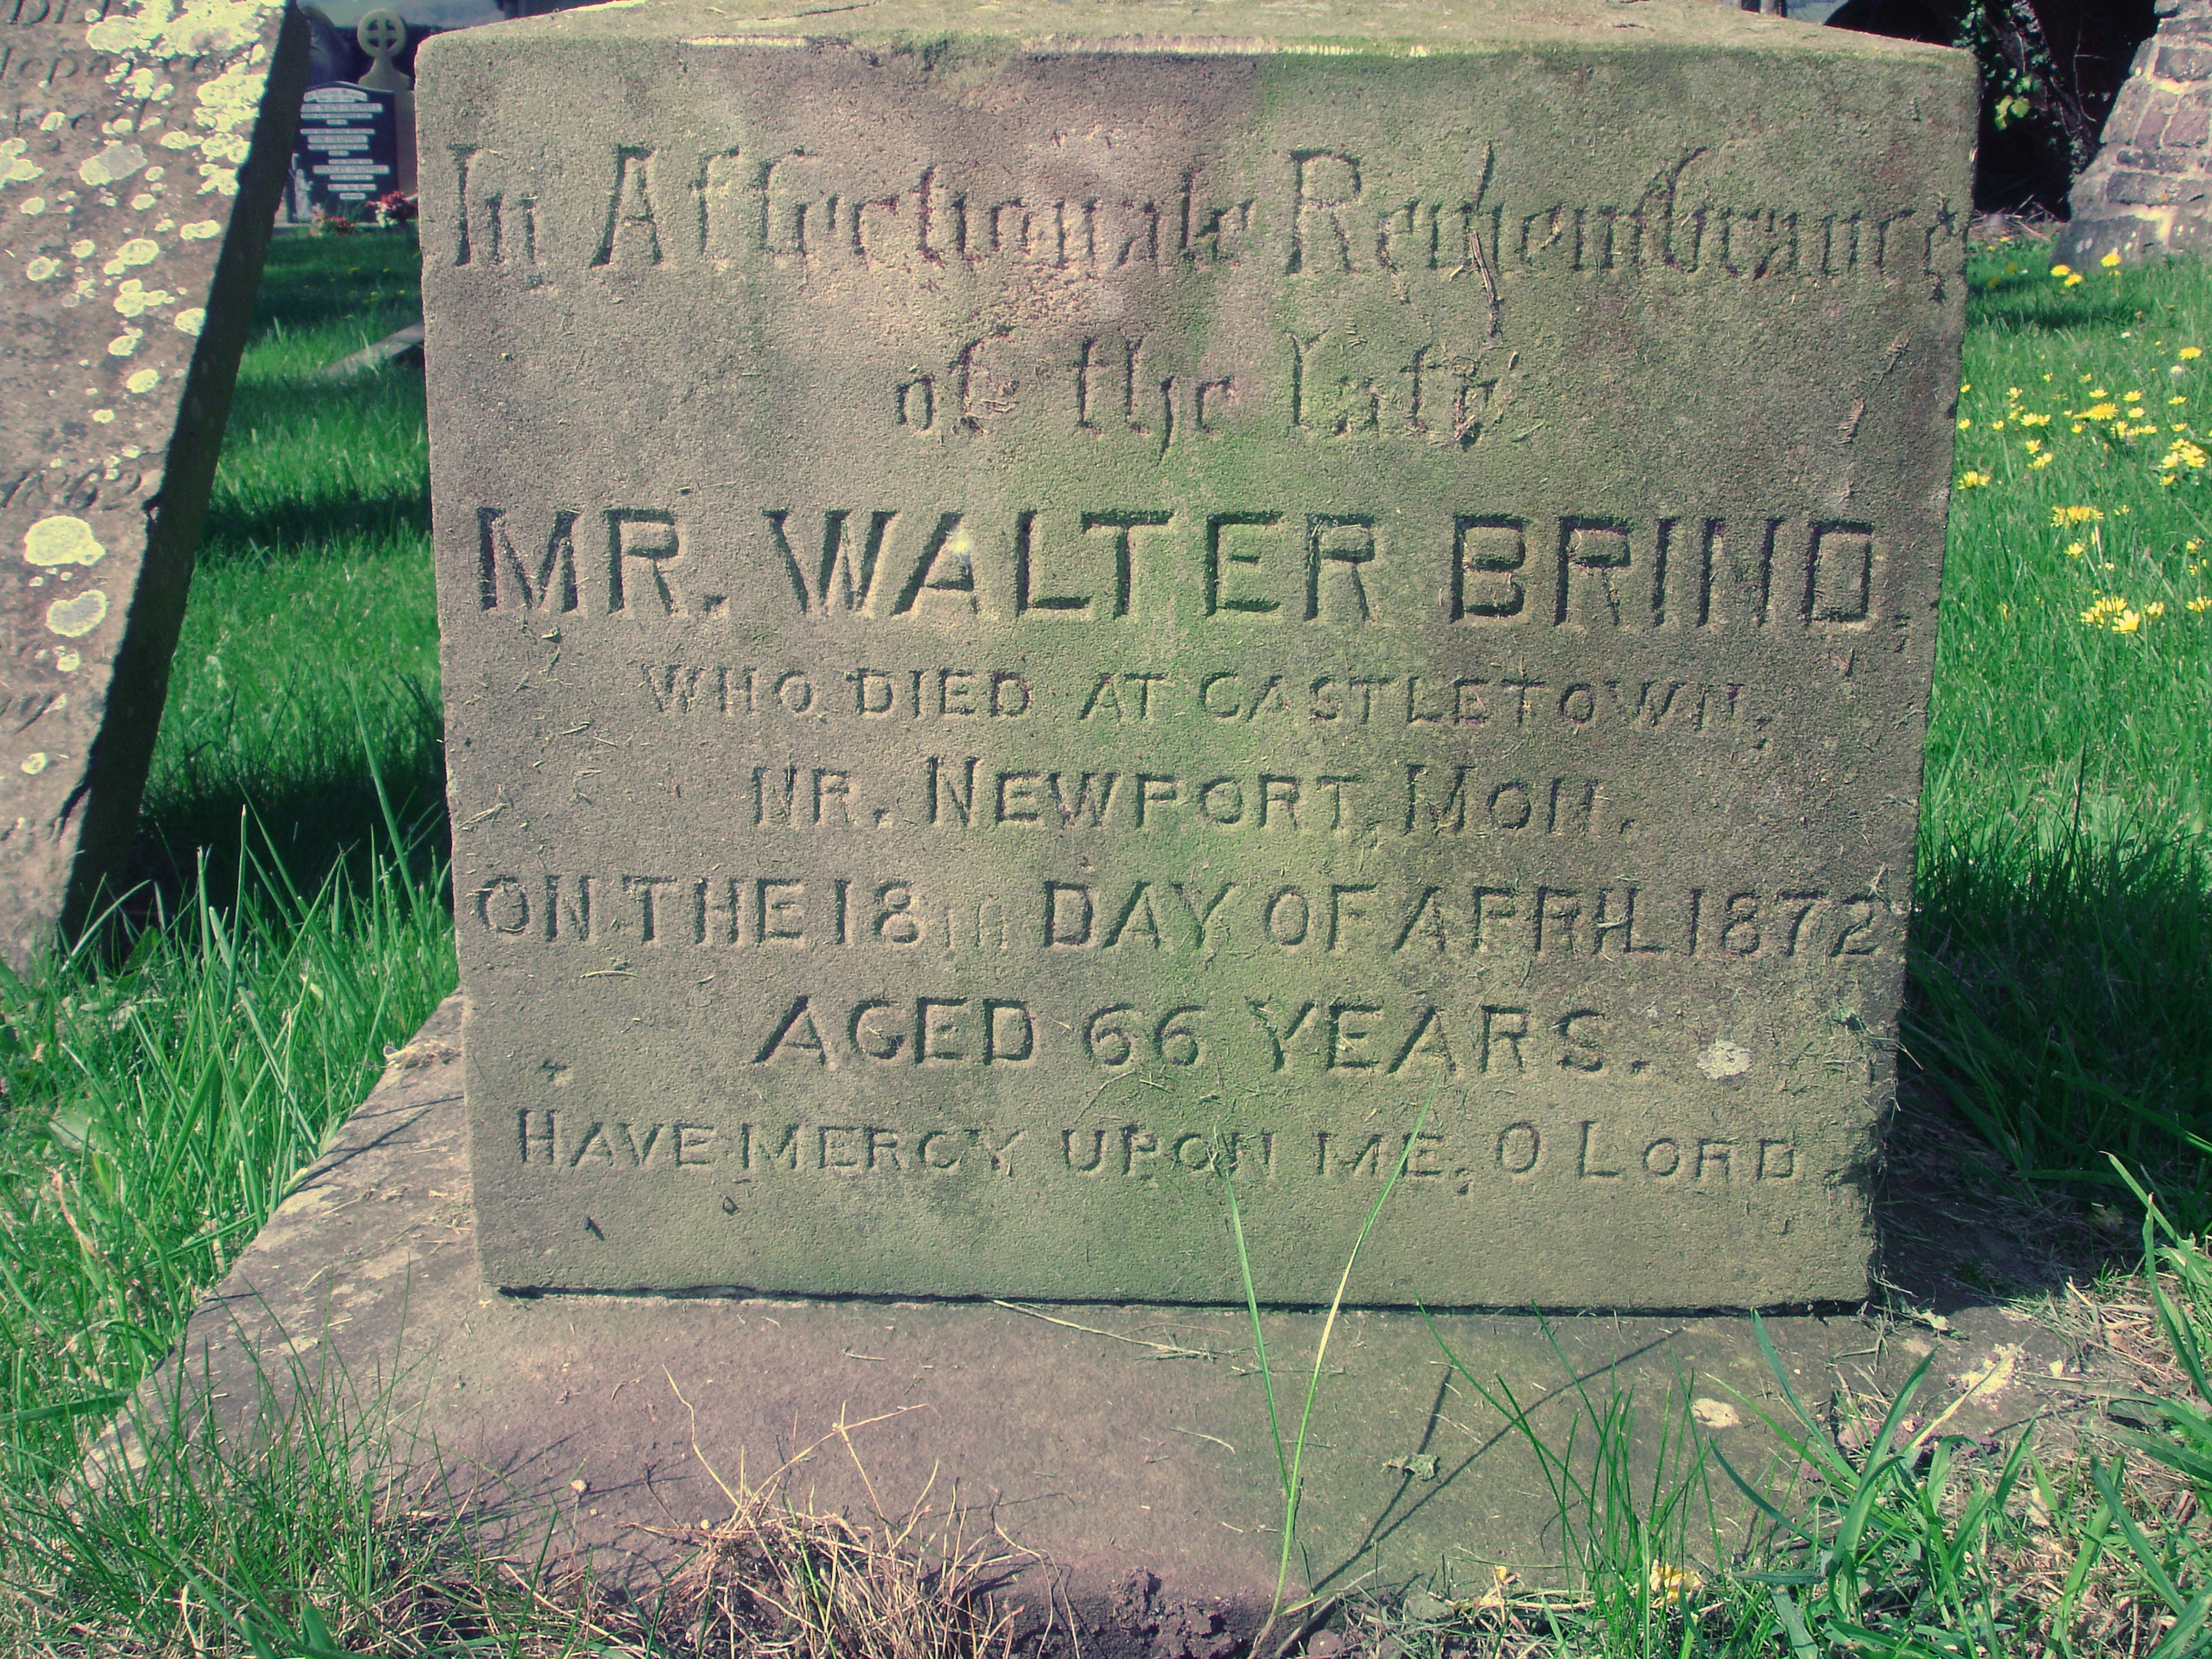 In Affectionate Remembrance
of the late
MR. WALTER BRIND,
WHO DIED AT CASTLETOWN,
NR. NEWPORT, MON.
ON THE 18TH DAY OF APRIL 1872
AGED 66 YEARS.
HAVE MERCY UPON ME, O LORD.